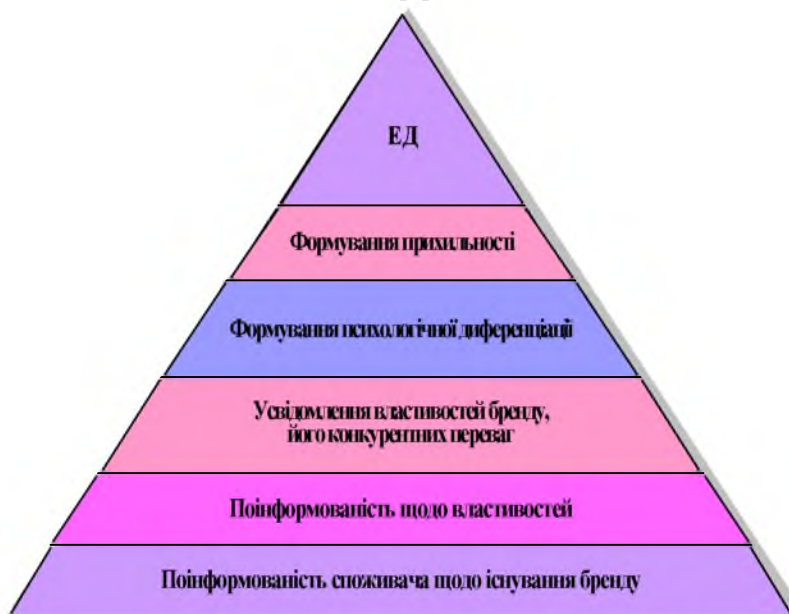 ЕД
Формування прихильності
Формування психологічної диференціації
Усвідомлення властивостей бренду,
його конкурентних переваг
Поінформованість щодо властивостей
Поінформованість споживача щодо існування бренду